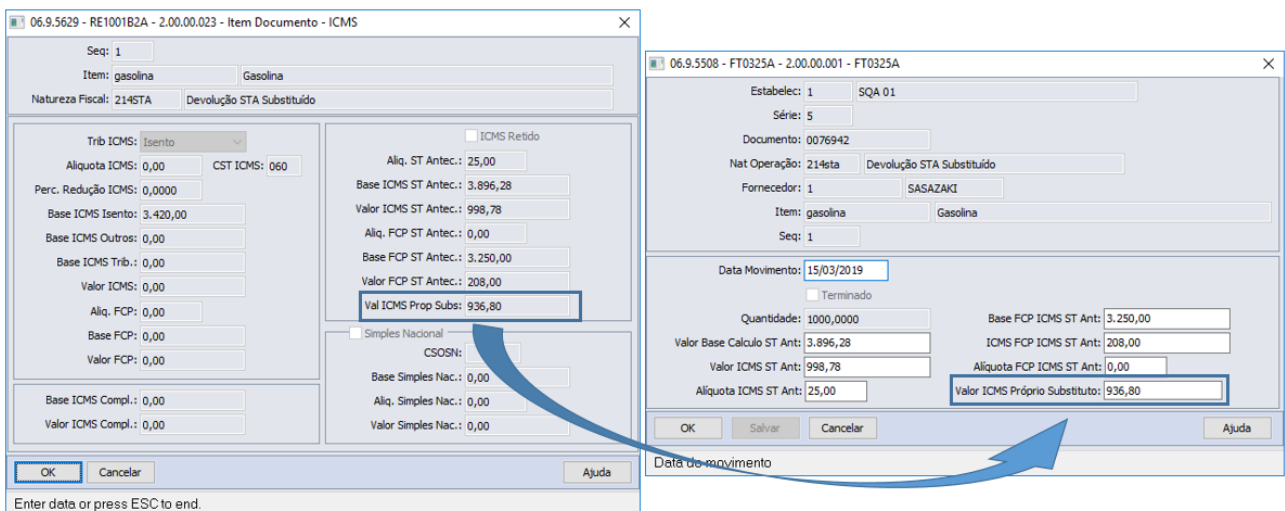 06.9.5629 - RE1001B2A - 2.00.00.023 - Item Documento - ICMS
Seq: 1
Item: gasolina Gasolina
Natureza Fiscal: 214STA Devolução STA Substituído
Trib ICMS: Isento
Aliquota ICMS: 0,00 CST ICMS: 060
Perc. Redução ICMS: 0,0000
Base ICMS Isento: 3.420,00
Base ICMS Outros: 0,00
Base ICMS Trib.: 0,00
Valor ICMS: 0,00
Aliq. FCP: 0,00
Base FCP: 0,00
Valor FCP: 0,00
Base ICMS Compl.: 0,00
Valor ICMS Compl.: 0,00
ICMS Retido
Aliq. ST Antec.: 25,00
Base ICMS ST Antec.: 3.896,28
Valor ICMS ST Antec.: 998,78
Aliq. FCP ST Antec.: 0,00
Base FCP ST Antec.: 3.250,00
Valor FCP ST Antec.: 208,00
Val ICMS Prop Subs: 936,80
Simples Nacional
CSOSN:
Base Simples Nac.: 0,00
Aliq. Simples Nac.: 0,00
Valor Simples Nac.: 0,00
OK Cancelar Ajuda
Enter data or press ESC to end.
06.9.5508 - FT0325A - 2.00.00.001 - FT0325A
Estabelec: 1 SQA 01
Série: 5
Documento: 0076942
Nat Operação: 214sta Devolução STA Substituído
Fornecedor: 1 SASAZAKI
Item: gasolina Gasolina
Seq: 1
Data Movimento: 15/03/2019
Terminado
Quantidade: 1000,0000
Valor Base Calculo ST Ant: 3.896,28
Valor ICMS ST Ant: 998,78
Alíquota ICMS ST Ant: 25,00
Base FCP ICMS ST Ant: 3.250,00
ICMS FCP ICMS ST Ant: 208,00
Alíquota FCP ICMS ST Ant: 0,00
Valor ICMS Próprio Substituto: 936,80
OK Salvar Cancelar Ajuda
Data do movimento